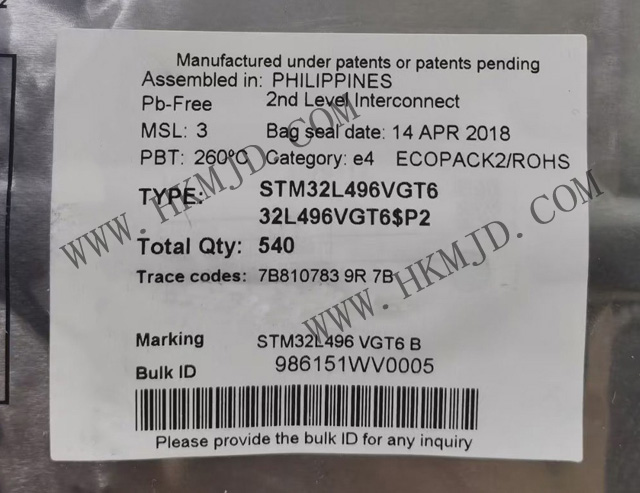 Manufactured under patents or patents pending
Assembled in: PHILIPPINES
Pb-Free 2nd Level Interconnect
MSL: 3 Bag seal date: 14 APR 2018
PBT: 260ºC Category: e4 ECOPACK2/ROHS
TYPE: STM32L496VGT6
32L496VGT6$P2
Total Qty: 540
Trace codes: 7B810783 9R 7B
Marking STM32L496 VGT6 B
Bulk ID 986151WV0005
Please provide the bulk ID for any inquiry
WWW.HKMJD.COM
WWW.HKMJD.COM